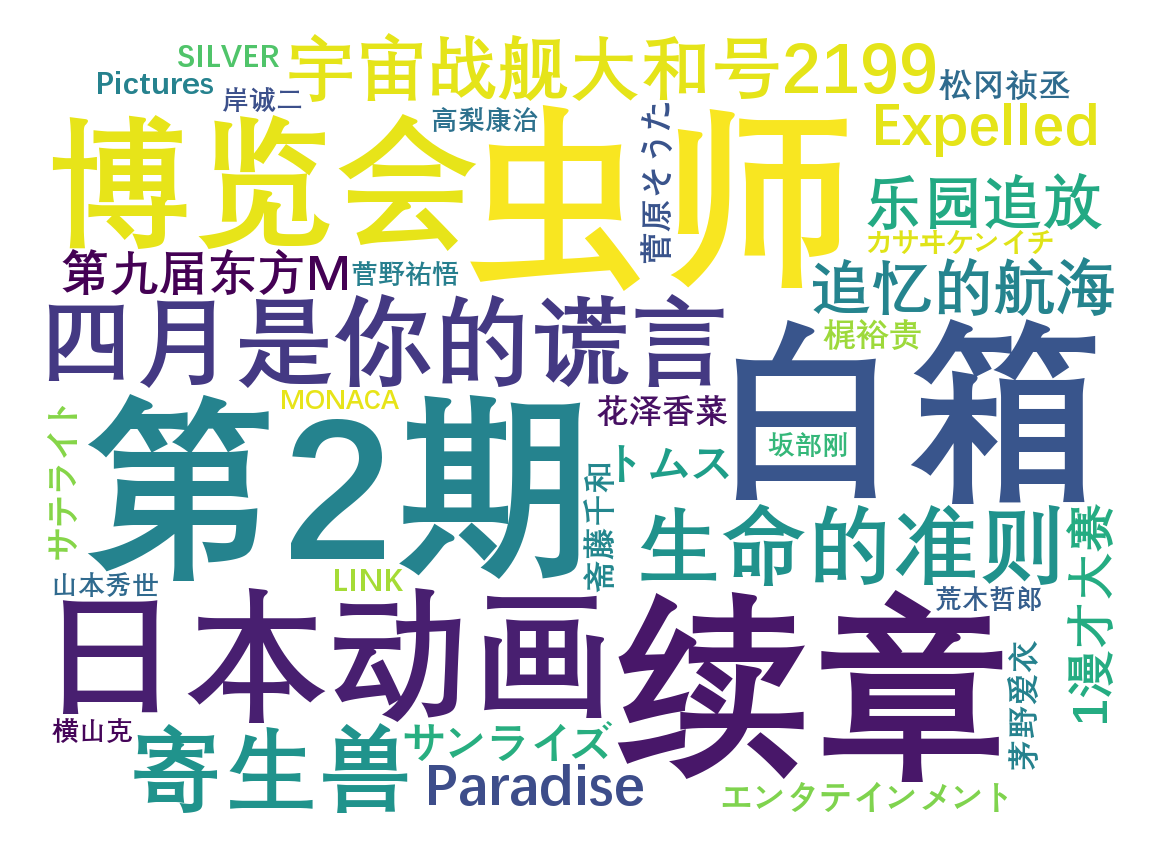 SILVER
宇宙战舰大和号2199
Pictures
松冈祯丞
岸诚二
高梨康治
菅原そうた
Expelled
博览会
虫师
乐园追放
カサヰケンイチ
第九届东方M
菅野祐悟
追忆的航海
四月是你的谎言
梶裕贵
白箱
MONACA
花泽香菜
坂部刚
サテライト
第2期
トムス
斋藤千和
生命的准则
1漫才大赛
LINK
山本秀世
荒木哲郎
日本动画
续章
茅野爱衣
横山克
寄生兽
サンライズ
Paradise
エンタテインメント